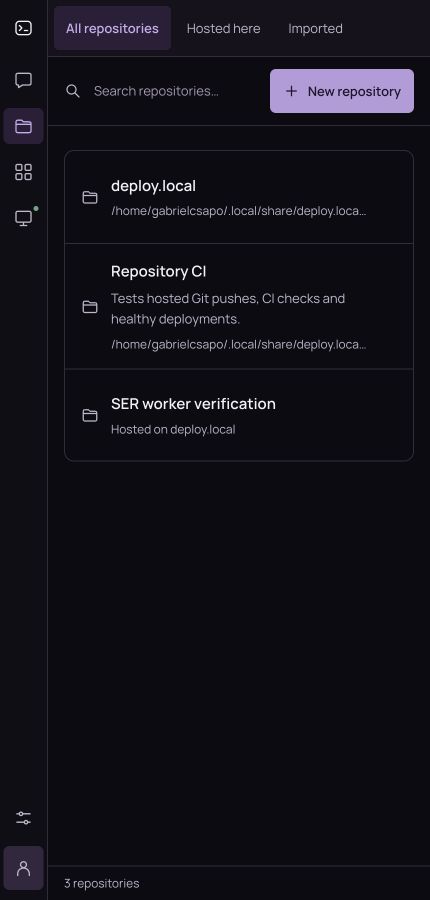 All repositories
Hosted here
Imported
Search repositories...
New repository
deploy.local
/home/gabrielcsapo/.local/share/deploy.loca...
Repository CI
Tests hosted Git pushes, CI checks and
healthy deployments.
/home/gabrielcsapo/.local/share/deploy.loca...
SER worker verification
Hosted on deploy.local
3 repositories